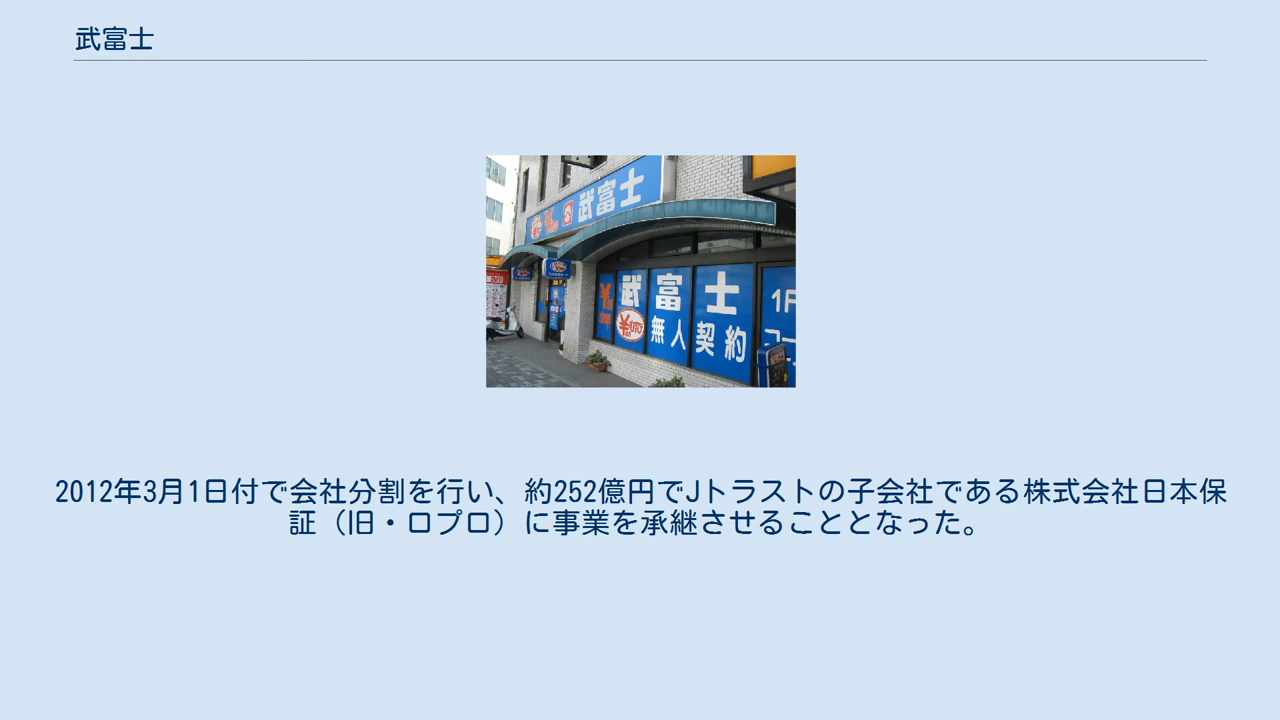 武富士
武富士
武富士
無人契約
2012年3月1日付で会社分割を行い、約252億円でJトラストの子会社である株式会社日本保
証（旧・ロプロ）に事業を承継させることとなった。